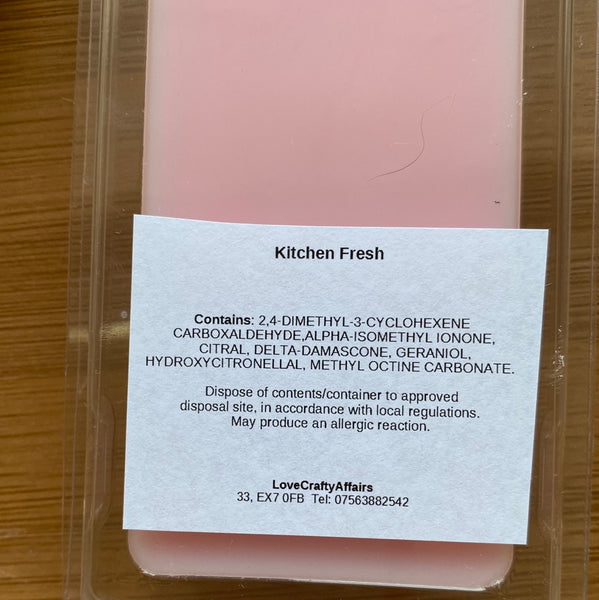 Kitchen Fresh
Contains: 2,4-DIMETHYL-3-CYCLOHEXENE
CARBOXALDEHYDE,ALPHA-ISOMETHYL IONONE,
CITRAL, DELTA-DAMASCONE, GERANIOL,
HYDROXYCITRONELLAL, METHYL OCTINE CARBONATE.
Dispose of contents/container to approved
disposal site, in accordance with local regulations.
May produce an allergic reaction.
LoveCraftyAffairs
33, EX7 0FB  Tel: 07563882542